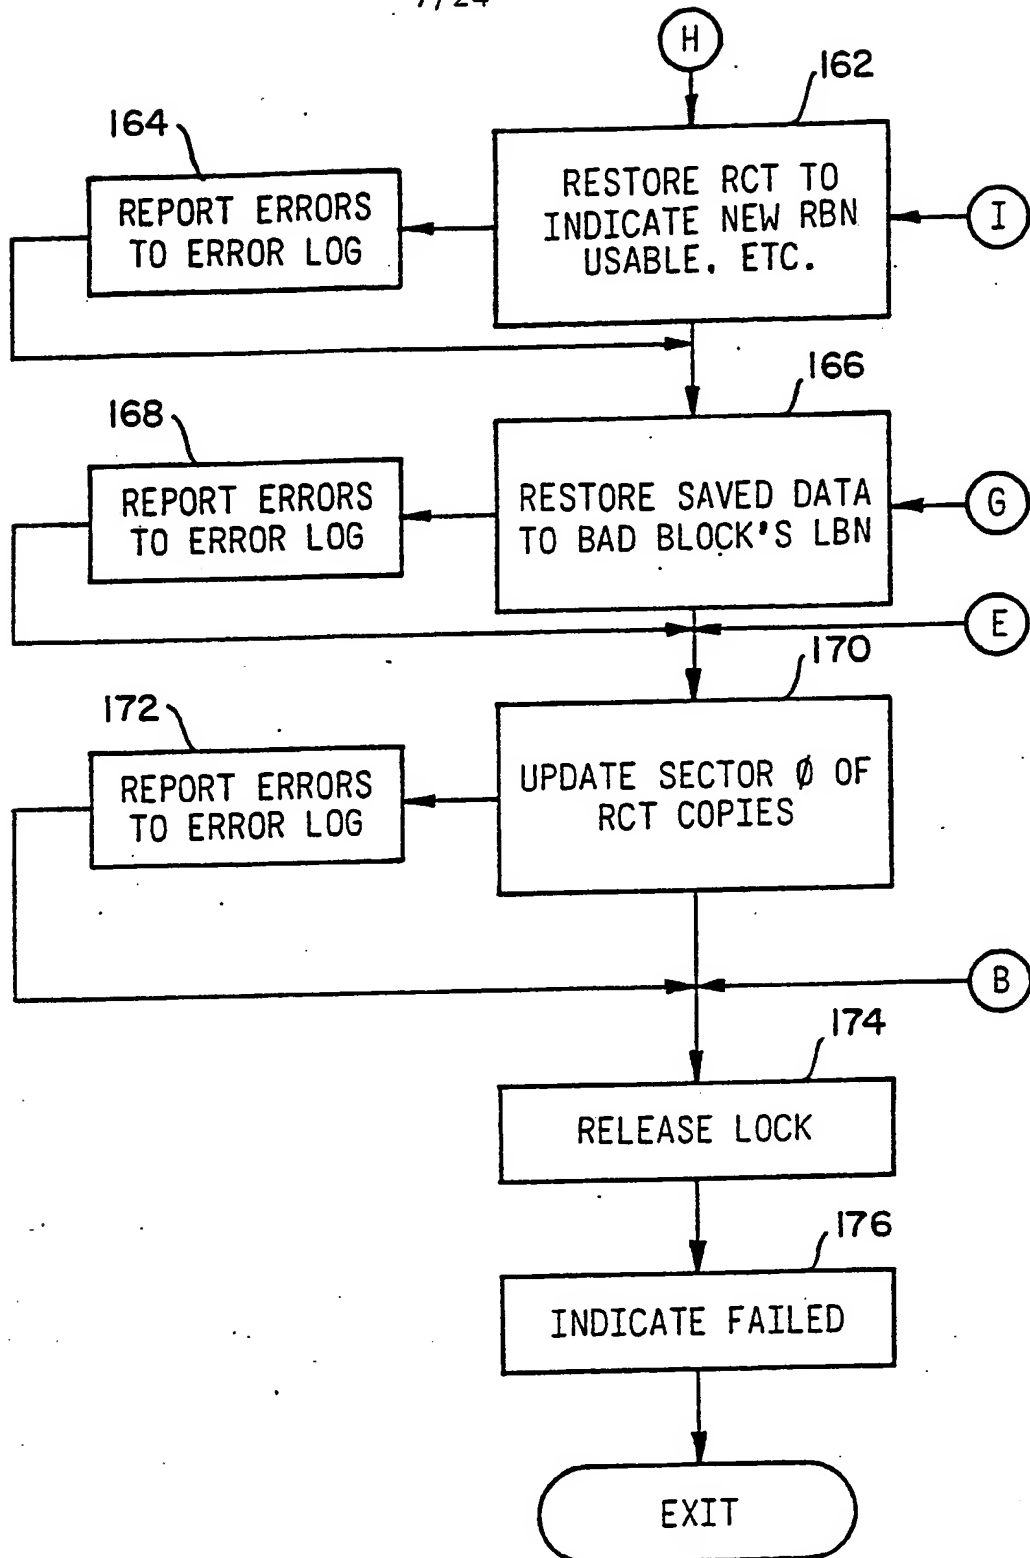 7/24
H
162
164
RESTORE RCT TO
INDICATE NEW RBN
USABLE. ETC.
I
REPORT ERRORS
TO ERROR LOG
166
168
RESTORE SAVED DATA
TO BAD BLOCK'S LBN
G
REPORT ERRORS
TO ERROR LOG
E
170
172
UPDATE SECTOR Ø OF
RCT COPIES
REPORT ERRORS
TO ERROR LOG
B
174
RELEASE LOCK
176
INDICATE FAILED
EXIT